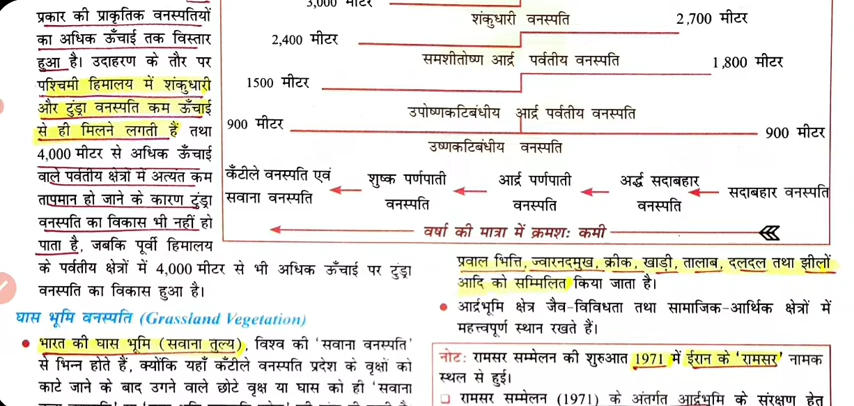 प्रकार की प्राकृतिक वनस्पतियों
का अधिक ऊँचाई तक विस्तार
हुआ है। उदाहरण के तौर पर
पश्चिमी हिमालय में शंकुधारी
और टुंड्रा वनस्पति कम ऊँचाई
से ही मिलने लगती हैं तथा
4,000 मीटर से अधिक ऊँचाई
वाले पर्वतीय क्षेत्रों में अत्यंत कम
तापमान हो जाने के कारण टुंड्रा
वनस्पति का विकास भी नहीं हो
पाता है, जबकि पूर्वी हिमालय
के पर्वतीय क्षेत्रों में 4,000 मीटर से भी अधिक ऊँचाई पर टुंड्रा
वनस्पति का विकास हुआ है।
घास भूमि वनस्पति (Grassland Vegetation)
● भारत की घास भूमि (सवाना तुल्य), विश्व की 'सवाना वनस्पति'
से भिन्न होते हैं, क्योंकि यहाँ कँटीले वनस्पति प्रदेश के वृक्षों को
काटे जाने के बाद उगने वाले छोटे वृक्ष या घास को ही 'सवाना
3,000 मीटर
शंकुधारी वनस्पति 2,700 मीटर
2,400 मीटर
समशीतोष्ण आर्द्र पर्वतीय वनस्पति 1,800 मीटर
1500 मीटर
उपोष्णकटिबंधीय आर्द्र पर्वतीय वनस्पति
900 मीटर 900 मीटर
उष्णकटिबंधीय वनस्पति
कँटीले वनस्पति एवं शुष्क पर्णपाती आर्द्र पर्णपाती अर्द्ध सदाबहार सदाबहार वनस्पति
सवाना वनस्पति वनस्पति वनस्पति वनस्पति
वर्षा की मात्रा में क्रमशः कमी
प्रवाल भित्ति, ज्वारनदमुख, क्रीक, खाड़ी, तालाब, दलदल तथा झीलों
आदि को सम्मिलित किया जाता है।
● आर्द्रभूमि क्षेत्र जैव-विविधता तथा सामाजिक-आर्थिक क्षेत्रों में
महत्त्वपूर्ण स्थान रखते हैं।
नोट: रामसर सम्मेलन की शुरुआत 1971 में ईरान के 'रामसर' नामक
स्थल से हुई।
❑ रामसर सम्मेलन (1971) के अंतर्गत आर्द्रभूमि के संरक्षण हेतु